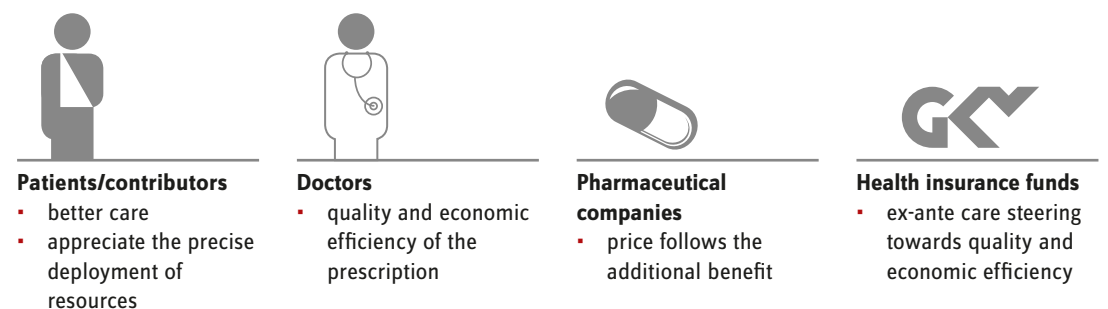 GKV
Patients/contributors
▪ better care
▪ appreciate the precise
deployment of
resources
Doctors
▪ quality and economic
efficiency of the
prescription
Pharmaceutical
companies
▪ price follows the
additional benefit
Health insurance funds
▪ ex-ante care steering
towards quality and
economic efficiency